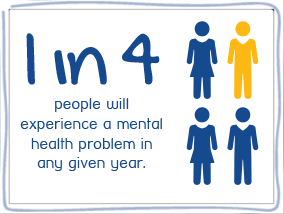 1 in 4
people will
experience a mental
health problem in
any given year.